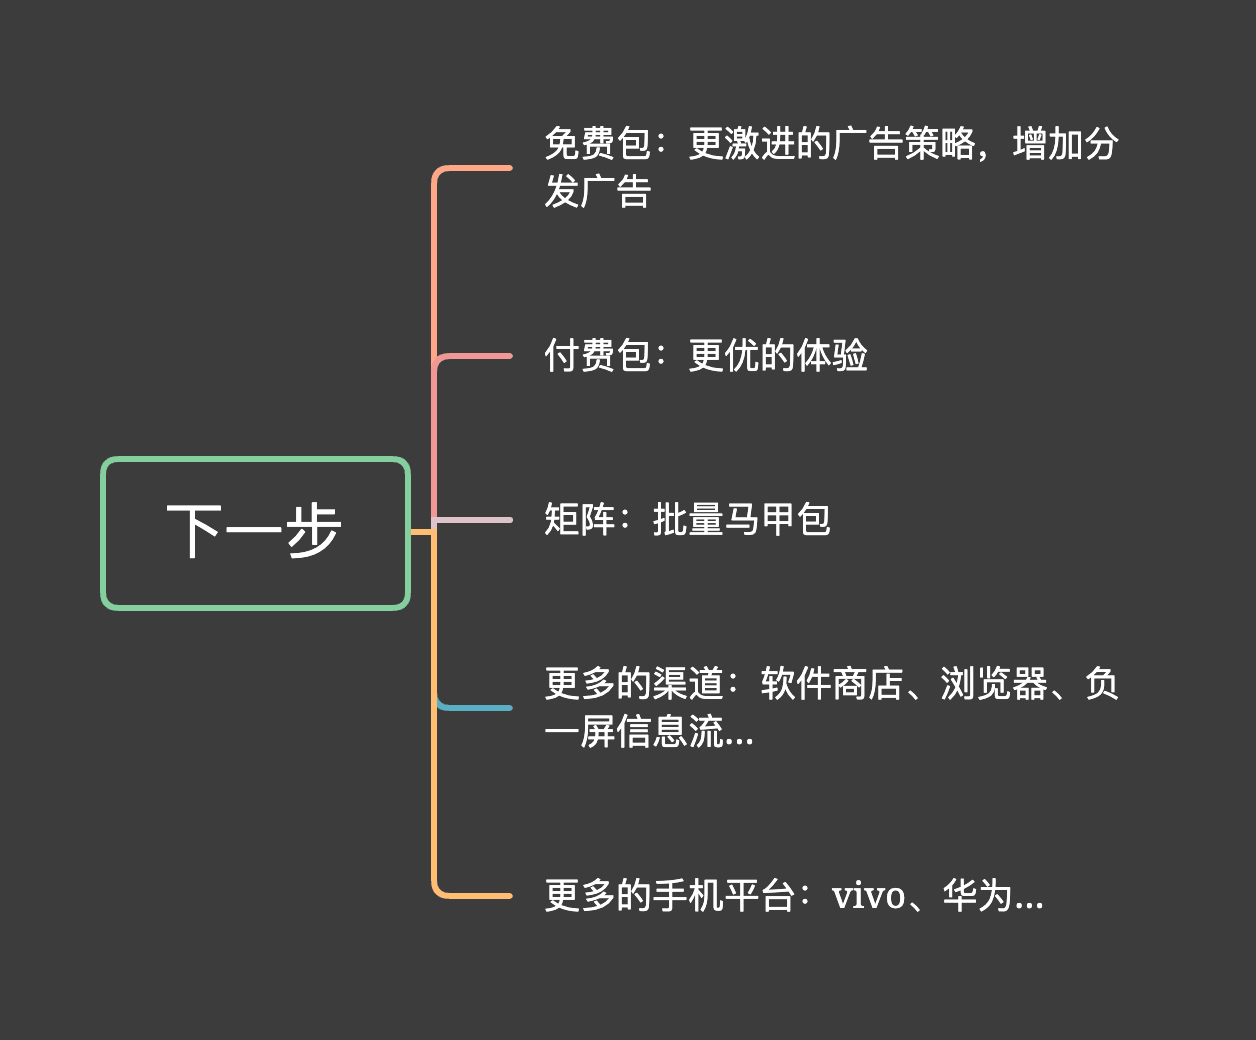 免费包：更激进的广告策略，增加分
发广告
付费包：更优的体验
下一步
矩阵：批量马甲包
更多的渠道：软件商店、浏览器、负
一屏信息流...
更多的手机平台：vivo、华为...